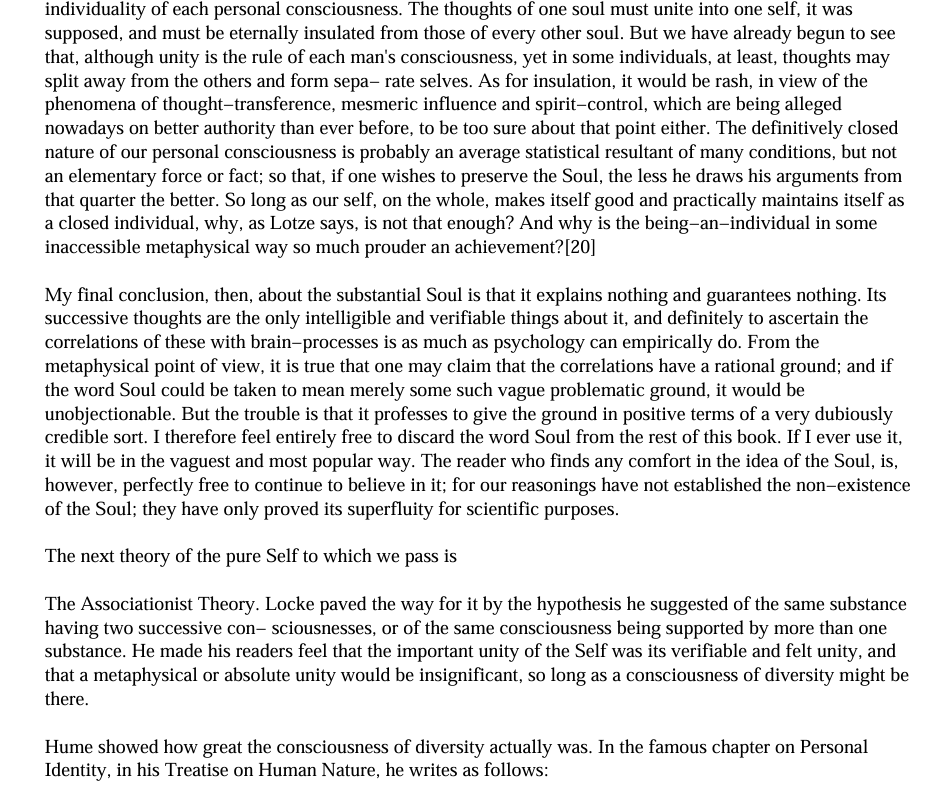 individuality of each personal consciousness. The thoughts of one soul must unite into one self, it was
supposed, and must be eternally insulated from those of every other soul. But we have already begun to see
that, although unity is the rule of each man's consciousness, yet in some individuals, at least, thoughts may
split away from the others and form sepa− rate selves. As for insulation, it would be rash, in view of the
phenomena of thought−transference, mesmeric influence and spirit−control, which are being alleged
nowadays on better authority than ever before, to be too sure about that point either. The definitively closed
nature of our personal consciousness is probably an average statistical resultant of many conditions, but not
an elementary force or fact; so that, if one wishes to preserve the Soul, the less he draws his arguments from
that quarter the better. So long as our self, on the whole, makes itself good and practically maintains itself as
a closed individual, why, as Lotze says, is not that enough? And why is the being−an−individual in some
inaccessible metaphysical way so much prouder an achievement?[20]
My final conclusion, then, about the substantial Soul is that it explains nothing and guarantees nothing. Its
successive thoughts are the only intelligible and verifiable things about it, and definitely to ascertain the
correlations of these with brain−processes is as much as psychology can empirically do. From the
metaphysical point of view, it is true that one may claim that the correlations have a rational ground; and if
the word Soul could be taken to mean merely some such vague problematic ground, it would be
unobjectionable. But the trouble is that it professes to give the ground in positive terms of a very dubiously
credible sort. I therefore feel entirely free to discard the word Soul from the rest of this book. If I ever use it,
it will be in the vaguest and most popular way. The reader who finds any comfort in the idea of the Soul, is,
however, perfectly free to continue to believe in it; for our reasonings have not established the non−existence
of the Soul; they have only proved its superfluity for scientific purposes.
The next theory of the pure Self to which we pass is
The Associationist Theory. Locke paved the way for it by the hypothesis he suggested of the same substance
having two successive con− sciousnesses, or of the same consciousness being supported by more than one
substance. He made his readers feel that the important unity of the Self was its verifiable and felt unity, and
that a metaphysical or absolute unity would be insignificant, so long as a consciousness of diversity might be
there.
Hume showed how great the consciousness of diversity actually was. In the famous chapter on Personal
Identity, in his Treatise on Human Nature, he writes as follows: